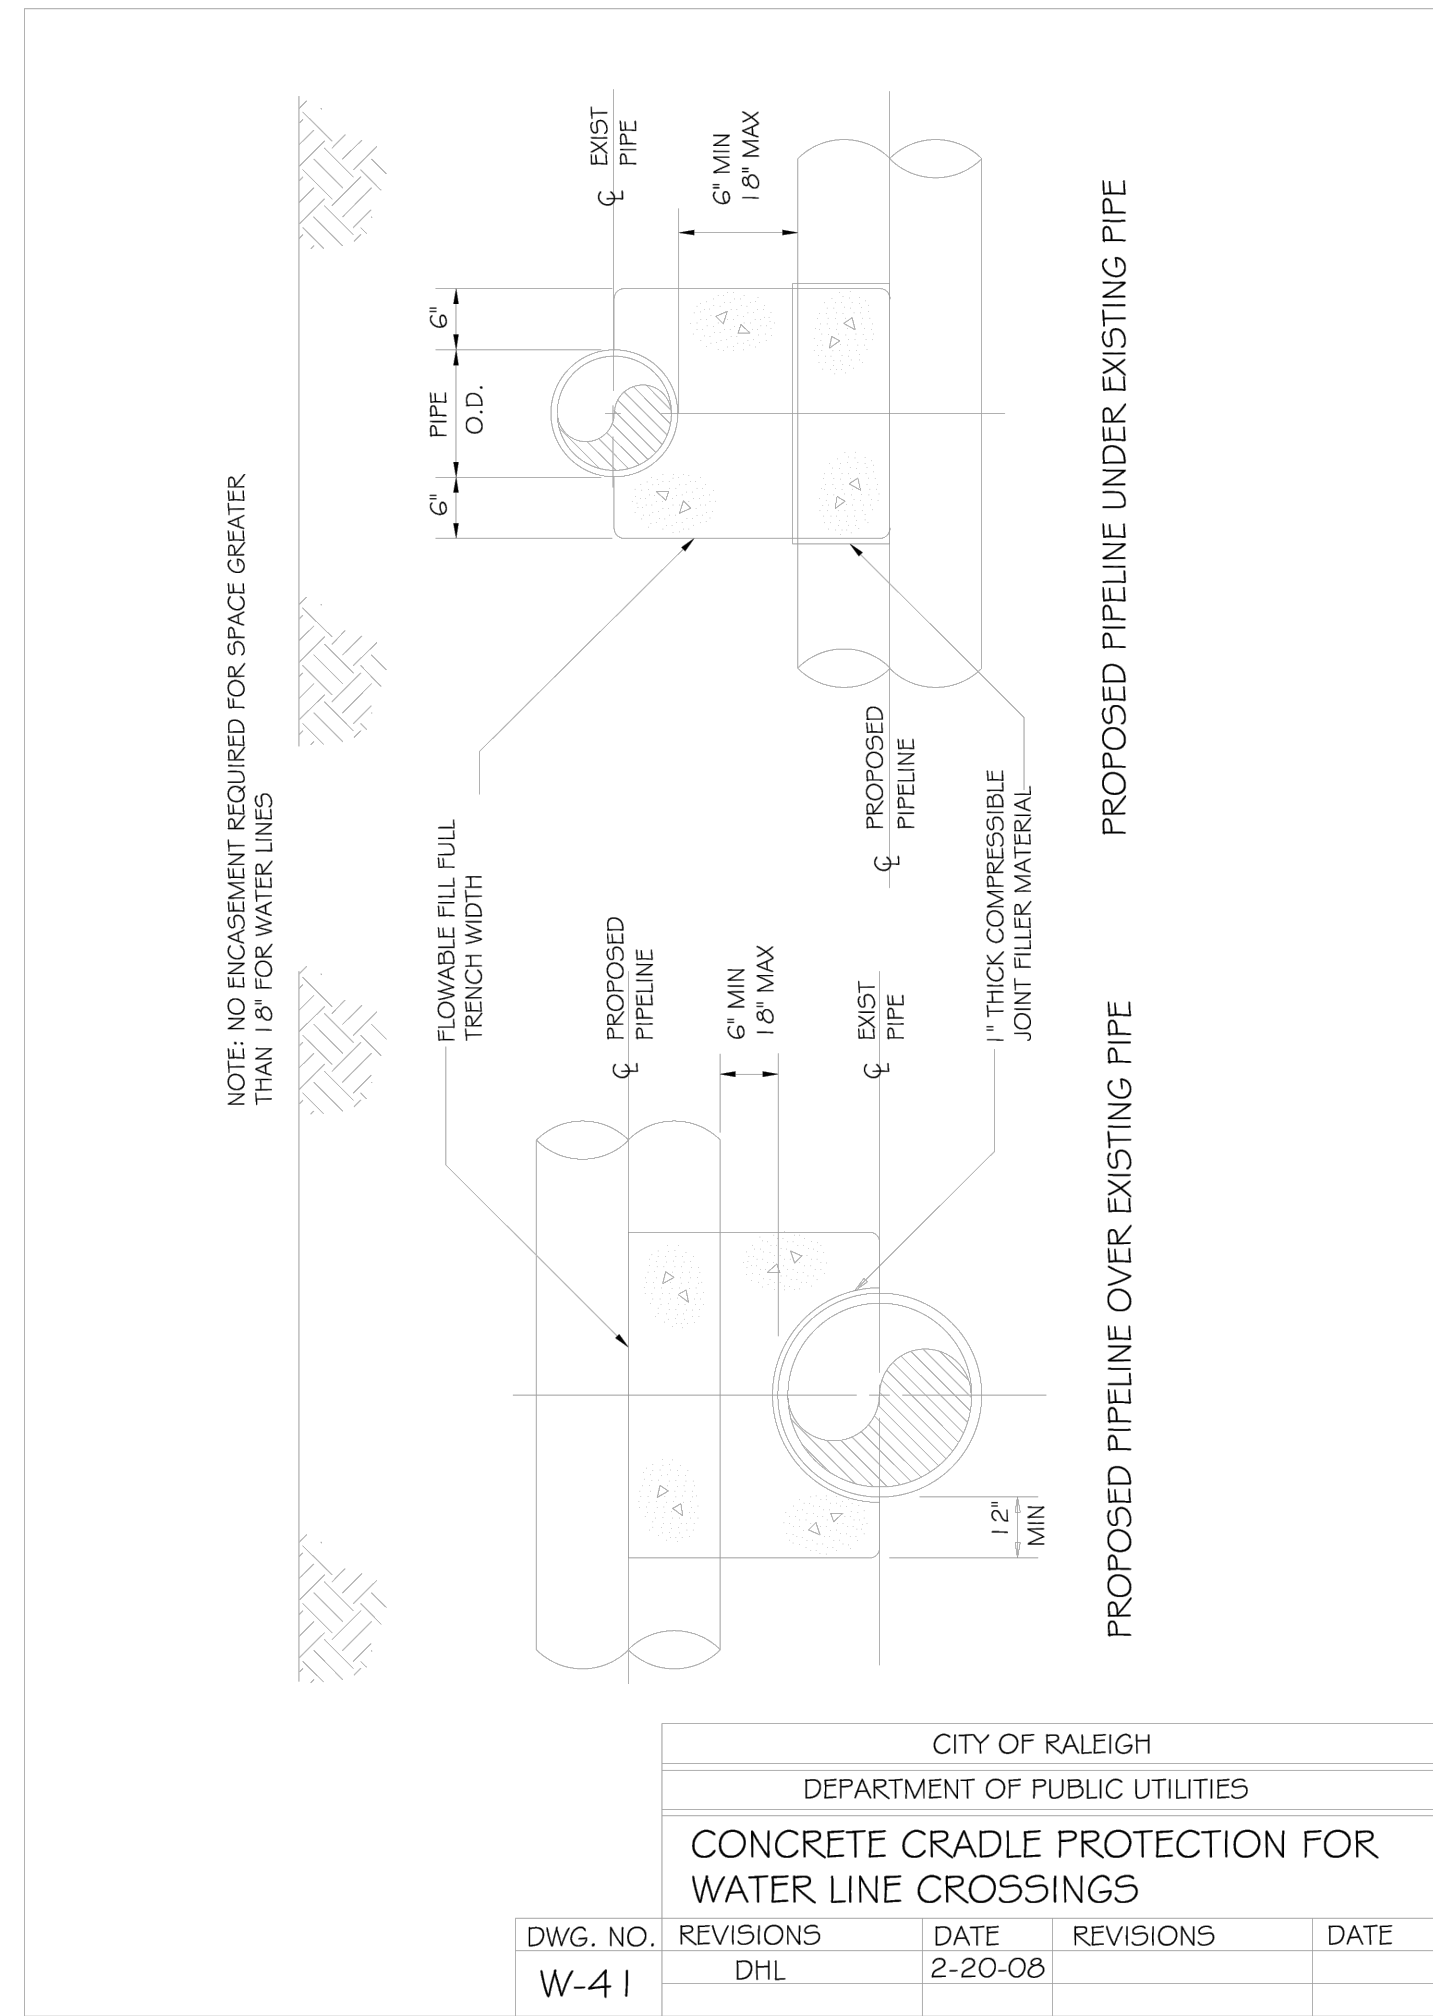 NOTE: NO ENCASEMENT REQUIRED FOR SPACE GREATER
THAN 18" FOR WATER LINES
FLOWABLE FILL FULL
TRENCH WIDTH
℄ PROPOSED
PIPELINE
6" MIN
18" MAX
℄ EXIST
PIPE
1" THICK COMPRESSIBLE
JOINT FILLER MATERIAL
12"
MIN
PROPOSED PIPELINE OVER EXISTING PIPE
6"
PIPE
O.D.
6"
℄ EXIST
PIPE
6" MIN
18" MAX
℄ PROPOSED
PIPELINE
PROPOSED PIPELINE UNDER EXISTING PIPE
CITY OF RALEIGH
DEPARTMENT OF PUBLIC UTILITIES
CONCRETE CRADLE PROTECTION FOR
WATER LINE CROSSINGS
DWG. NO. REVISIONS DATE REVISIONS DATE
W-41 DHL 2-20-08